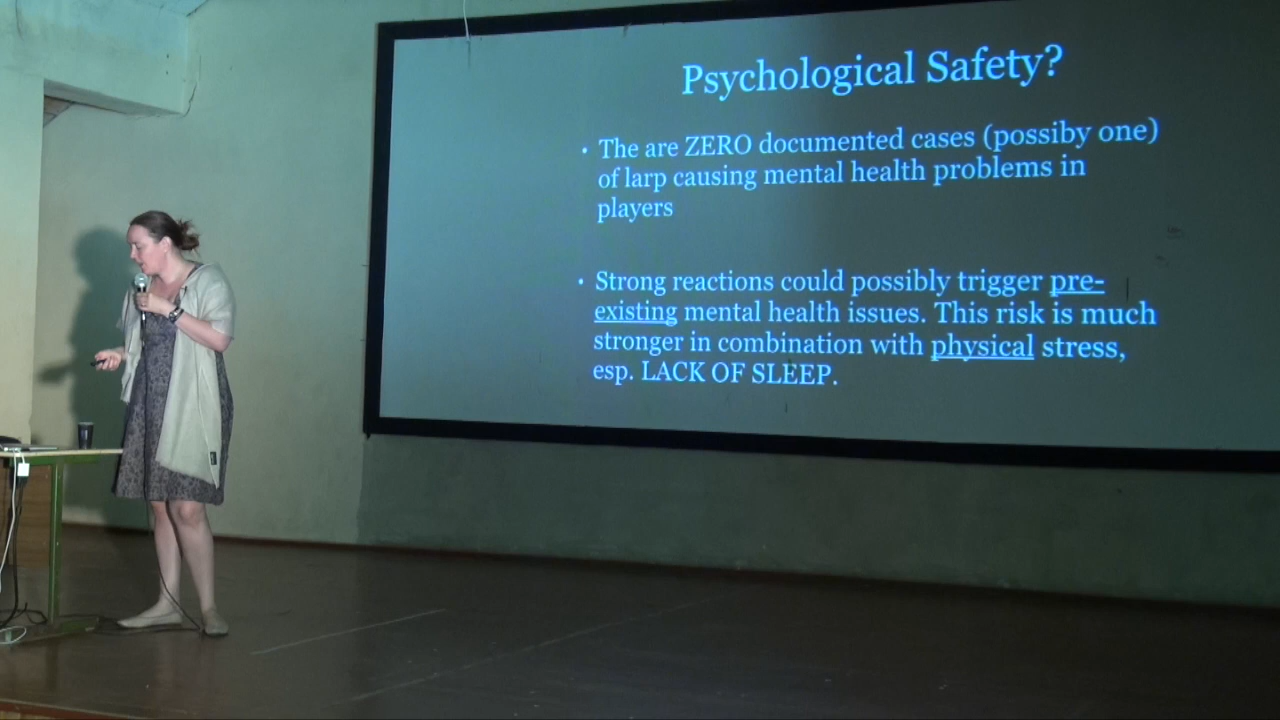 Psychological Safety?
• The are ZERO documented cases (possiby one)
of larp causing mental health problems in
players
• Strong reactions could possibly trigger pre-
existing mental health issues. This risk is much
stronger in combination with physical stress,
esp. LACK OF SLEEP.